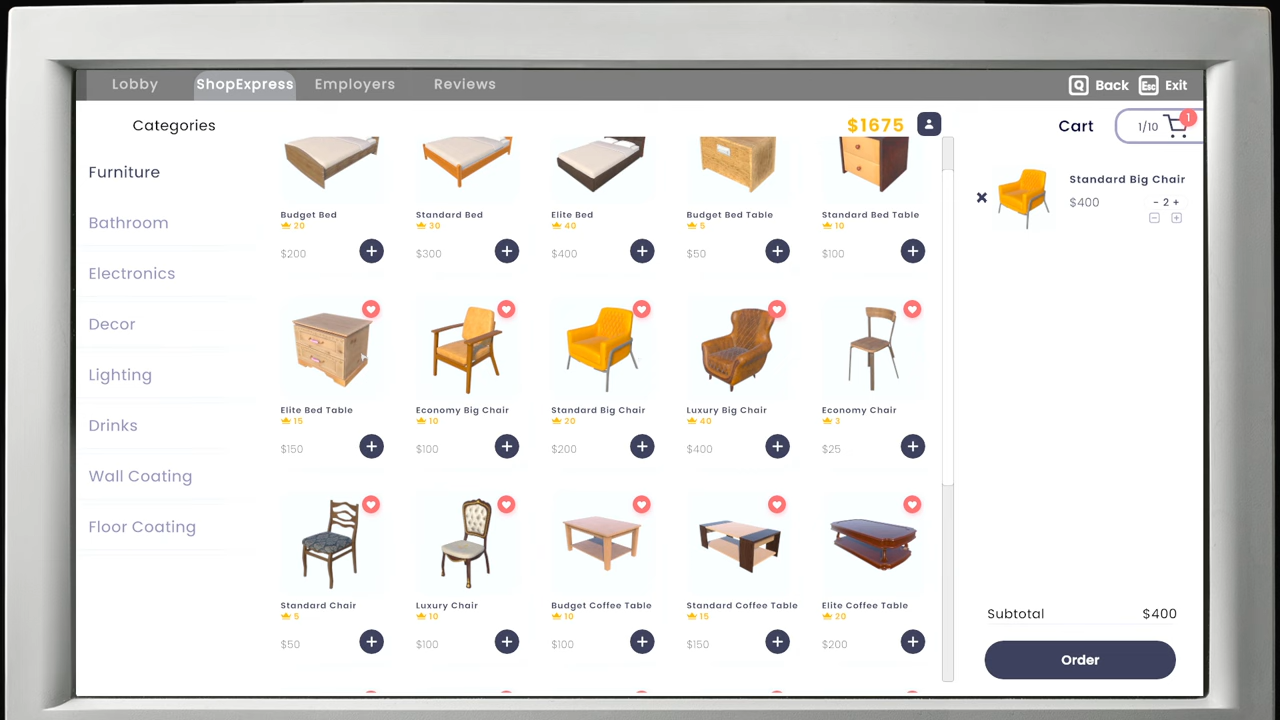 Lobby
ShopExpress
Employers
Reviews
Q Back Esc Exit
Categories
$1675
Cart
1/10
1
Furniture
Bathroom
Electronics
Decor
Lighting
Drinks
Wall Coating
Floor Coating
Budget Bed
20
$200
Standard Bed
30
$300
Elite Bed
40
$400
Budget Bed Table
5
$50
Standard Bed Table
10
$100
Elite Bed Table
15
$150
Economy Big Chair
10
$100
Standard Big Chair
20
$200
Luxury Big Chair
40
$400
Economy Chair
3
$25
Standard Chair
5
$50
Luxury Chair
10
$100
Budget Coffee Table
10
$100
Standard Coffee Table
15
$150
Elite Coffee Table
20
$200
Standard Big Chair
$400
- 2 +
Subtotal $400
Order